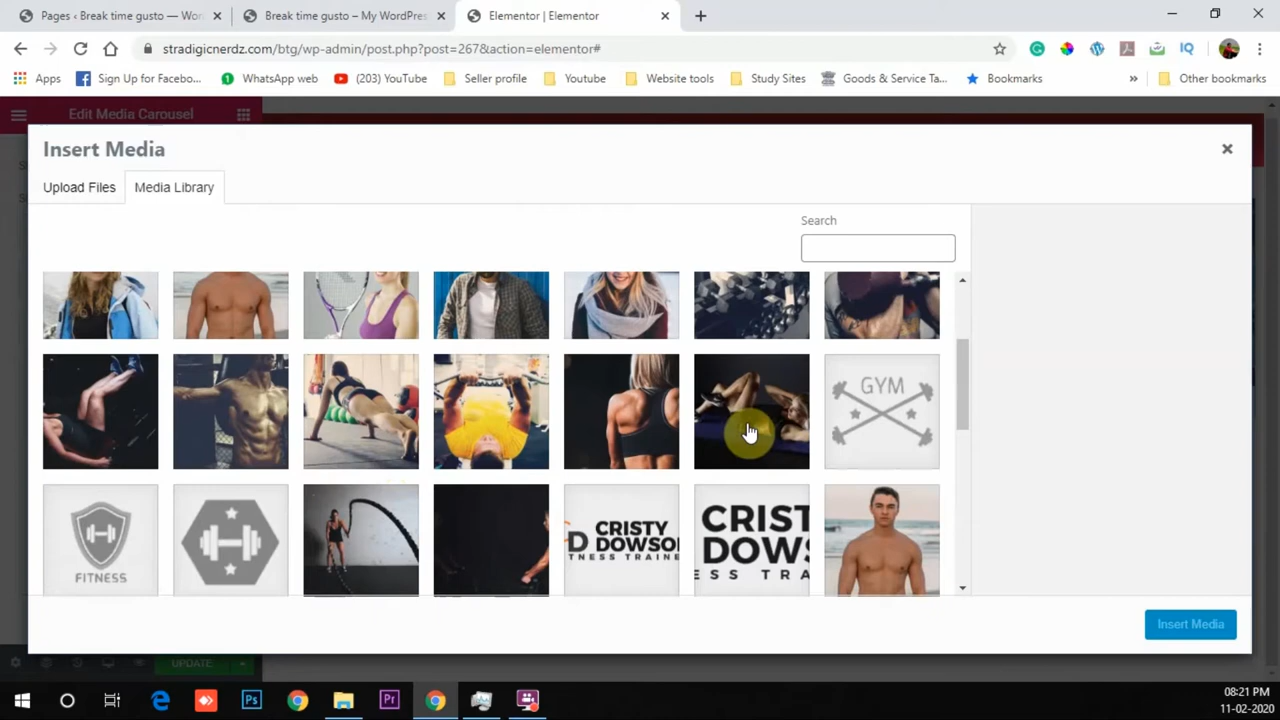 Pages ‹ Break time gusto — Wor
Break time gusto – My WordPres
Elementor | Elementor
stradigicnerdz.com/btg/wp-admin/post.php?post=267&action=elementor#
Apps
Sign Up for Facebo...
WhatsApp web
(203) YouTube
Seller profile
Youtube
Website tools
Study Sites
Goods & Service Ta...
Bookmarks
»
Other bookmarks
Edit Media Carousel
Insert Media
Upload Files
Media Library
Search
GYM
FITNESS
D CRISTY
DOWSO
TNESS TRAINE
CRIST
DOWS
ESS TRA
Insert Media
UPDATE
08:21 PM
11-02-2020